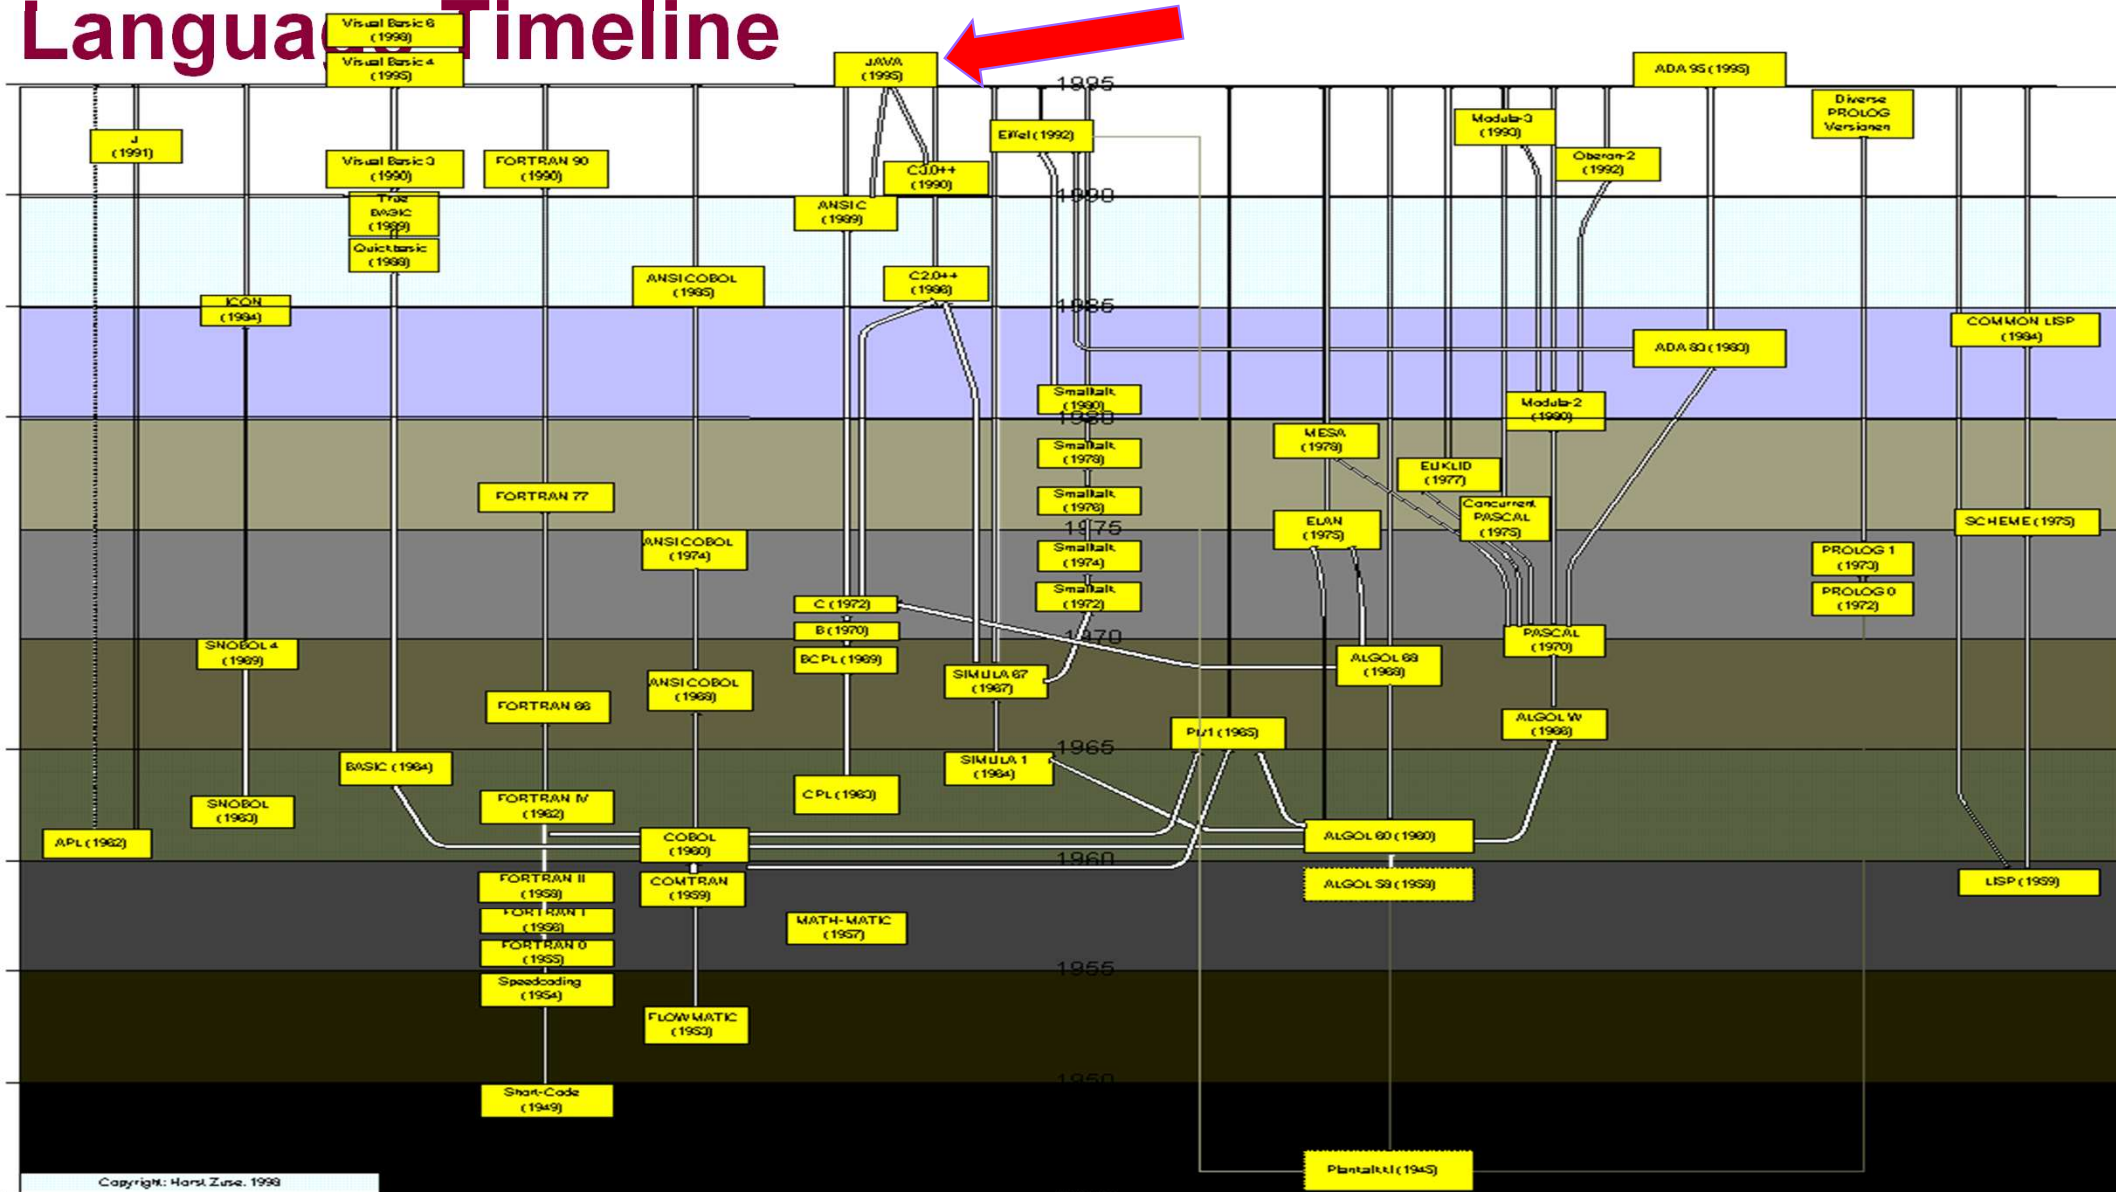 Language Timeline
Visual Basic 6
(1998)
Visual Basic 4
(1995)
JAVA
(1995)
ADA 95 (1995)
1995
Diverse
PROLOG
Versionen
J
(1991)
Visual Basic 3
(1990)
FORTRAN 90
(1990)
C3.0++
(1990)
Eiffel (1992)
Modula-3
(1993)
Oberon-2
(1992)
1990
True
BASIC
(1989)
ANSI C
(1989)
Quickbasic
(1988)
ANSI COBOL
(1985)
C2.0++
(1986)
1985
ICON
(1984)
COMMON LISP
(1984)
ADA 83 (1983)
Smalltalk
(1980)
Modula-2
(1980)
1980
Smalltalk
(1978)
MESA
(1978)
EUKLID
(1977)
FORTRAN 77
Smalltalk
(1976)
Concurrent
PASCAL
(1975)
1975
ELAN
(1975)
SCHEME (1975)
ANSI COBOL
(1974)
Smalltalk
(1974)
PROLOG 1
(1973)
C (1972)
Smalltalk
(1972)
PROLOG 0
(1972)
B (1970)
1970
PASCAL
(1970)
SNOBOL 4
(1969)
BCPL (1969)
ALGOL 68
(1968)
ANSI COBOL
(1968)
SIMULA 67
(1967)
FORTRAN 66
ALGOL W
(1966)
Pl/1 (1965)
1965
BASIC (1964)
SIMULA 1
(1964)
SNOBOL
(1963)
FORTRAN IV
(1962)
CPL (1963)
APL (1962)
COBOL
(1960)
ALGOL 60 (1960)
1960
FORTRAN II
(1958)
COMTRAN
(1959)
ALGOL 58 (1958)
LISP (1959)
FORTRAN I
(1956)
MATH-MATIC
(1957)
FORTRAN 0
(1955)
1955
Speedcoding
(1954)
FLOWMATIC
(1953)
1950
Short-Code
(1949)
Plankalkül (1945)
Copyright: Horst Zuse, 1998